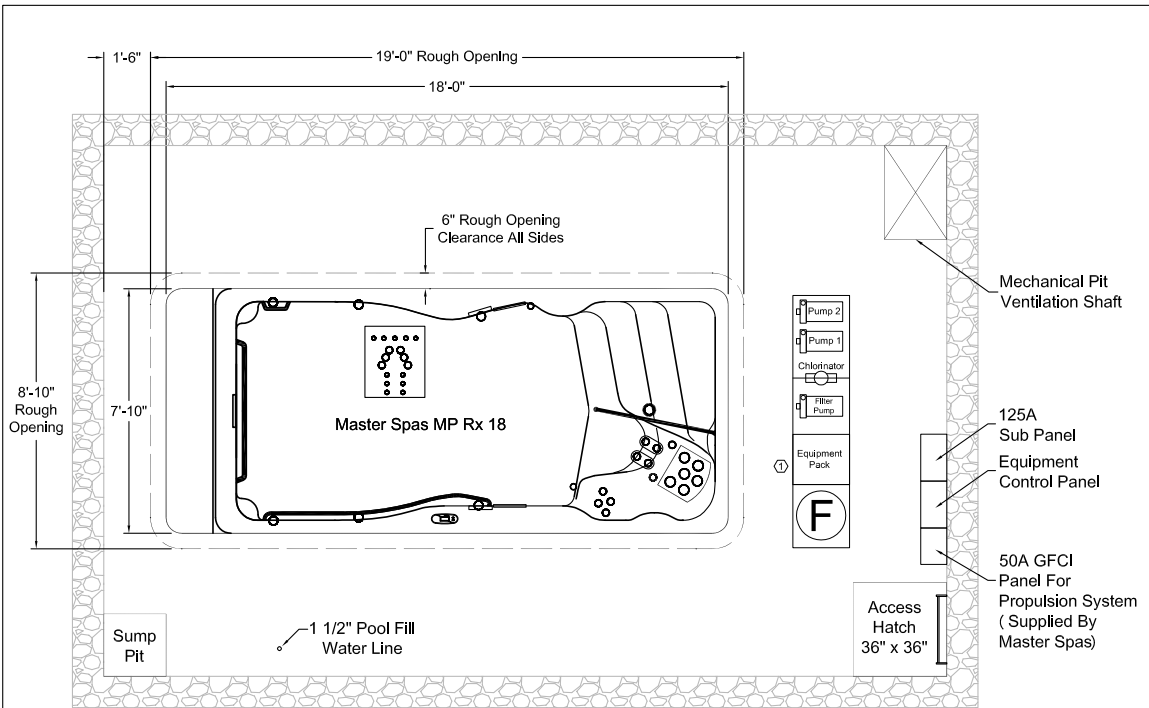 1'-6"
19'-0" Rough Opening
18'-0"
6" Rough Opening
Clearance All Sides
Mechanical Pit
Ventilation Shaft
8'-10"
Rough
Opening
7'-10"
Master Spas MP Rx 18
Pump 2
Pump 1
Chlorinator
Filter
Pump
Equipment
Pack
1
F
125A
Sub Panel
Equipment
Control Panel
50A GFCI
Panel For
Propulsion System
( Supplied By
Master Spas)
Access
Hatch
36" x 36"
Sump
Pit
1 1/2" Pool Fill
Water Line